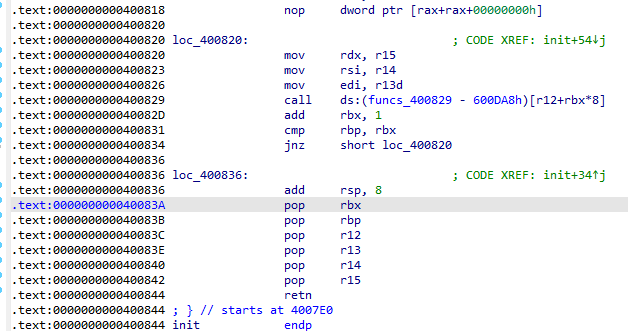 .text:0000000000400818 nop dword ptr [rax+rax+00000000h]
.text:0000000000400820
.text:0000000000400820 loc_400820: ; CODE XREF: init+54↓j
.text:0000000000400820 mov rdx, r15
.text:0000000000400823 mov rsi, r14
.text:0000000000400826 mov edi, r13d
.text:0000000000400829 call ds:(funcs_400829 - 600DA8h)[r12+rbx*8]
.text:000000000040082D add rbx, 1
.text:0000000000400831 cmp rbp, rbx
.text:0000000000400834 jnz short loc_400820
.text:0000000000400836
.text:0000000000400836 loc_400836: ; CODE XREF: init+34↑j
.text:0000000000400836 add rsp, 8
.text:000000000040083A pop rbx
.text:000000000040083B pop rbp
.text:000000000040083C pop r12
.text:000000000040083E pop r13
.text:0000000000400840 pop r14
.text:0000000000400842 pop r15
.text:0000000000400844 retn
.text:0000000000400844 ; } // starts at 4007E0
.text:0000000000400844 init endp